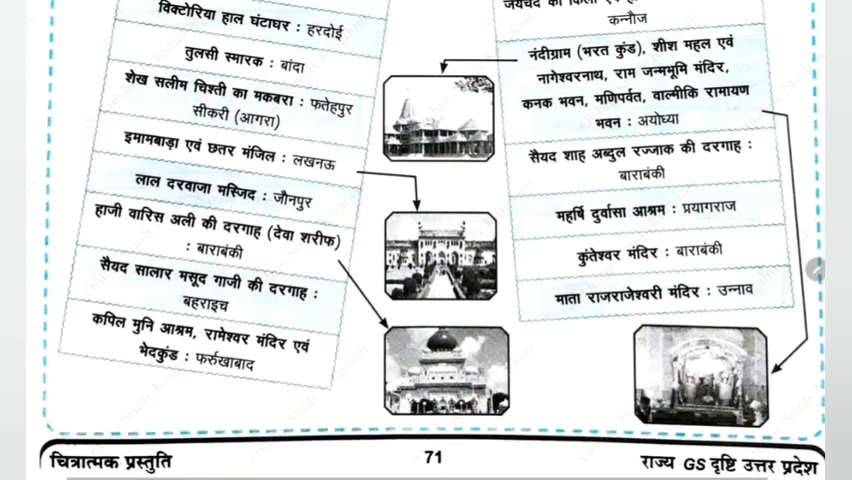 विक्टोरिया हाल घंटाघर : हरदोई
तुलसी स्मारक : बांदा
शेख सलीम चिश्ती का मकबरा : फतेहपुर
सीकरी (आगरा)
इमामबाड़ा एवं छतर मंजिल : लखनऊ
लाल दरवाजा मस्जिद : जौनपुर
हाजी वारिस अली की दरगाह (देवा शरीफ)
: बाराबंकी
सैयद सालार मसूद गाजी की दरगाह :
बहराइच
कपिल मुनि आश्रम, रामेश्वर मंदिर एवं
भेदकुंड : फर्रुखाबाद
जयचंद का किला एवं
कन्नौज
नंदीग्राम (भरत कुंड), शीश महल एवं
नागेश्वरनाथ, राम जन्मभूमि मंदिर,
कनक भवन, मणिपर्वत, वाल्मीकि रामायण
भवन : अयोध्या
सैयद शाह अब्दुल रज्जाक की दरगाह :
बाराबंकी
महर्षि दुर्वासा आश्रम : प्रयागराज
कुंतेश्वर मंदिर : बाराबंकी
माता राजराजेश्वरी मंदिर : उन्नाव
चित्रात्मक प्रस्तुति
71
राज्य GS दृष्टि उत्तर प्रदेश